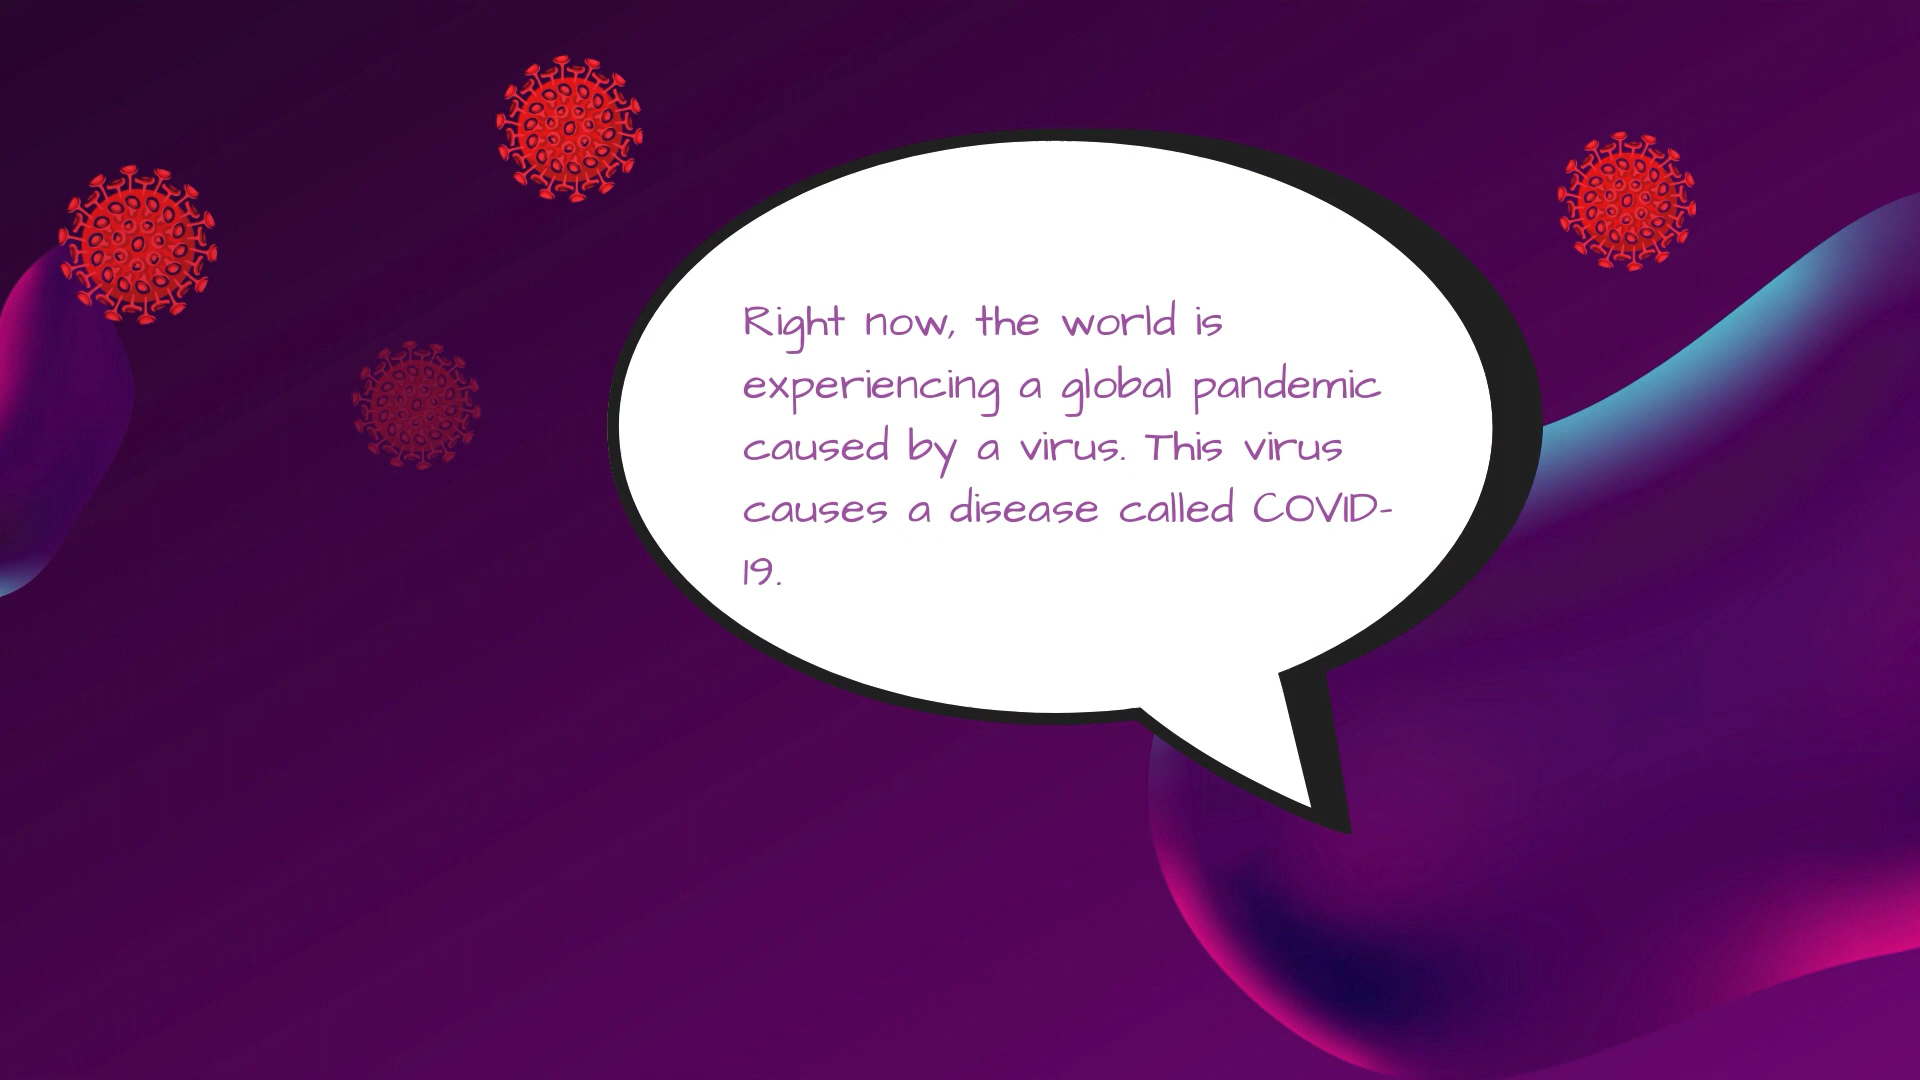 Right now, the world is
experiencing a global pandemic
caused by a virus. This virus
causes a disease called COVID-
19.